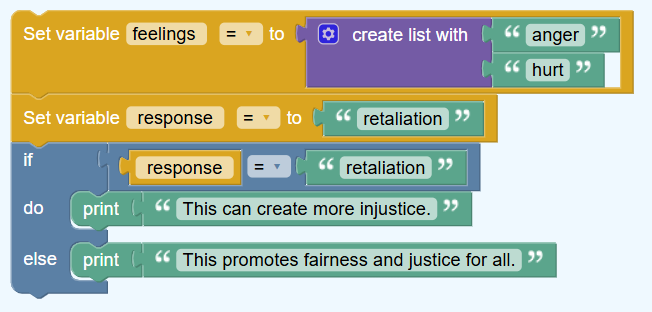 Set variable feelings = to create list with “ anger ”
“ hurt ”
Set variable response = to “ retaliation ”
if response = “ retaliation ”
do print “ This can create more injustice. ”
else print “ This promotes fairness and justice for all. ”